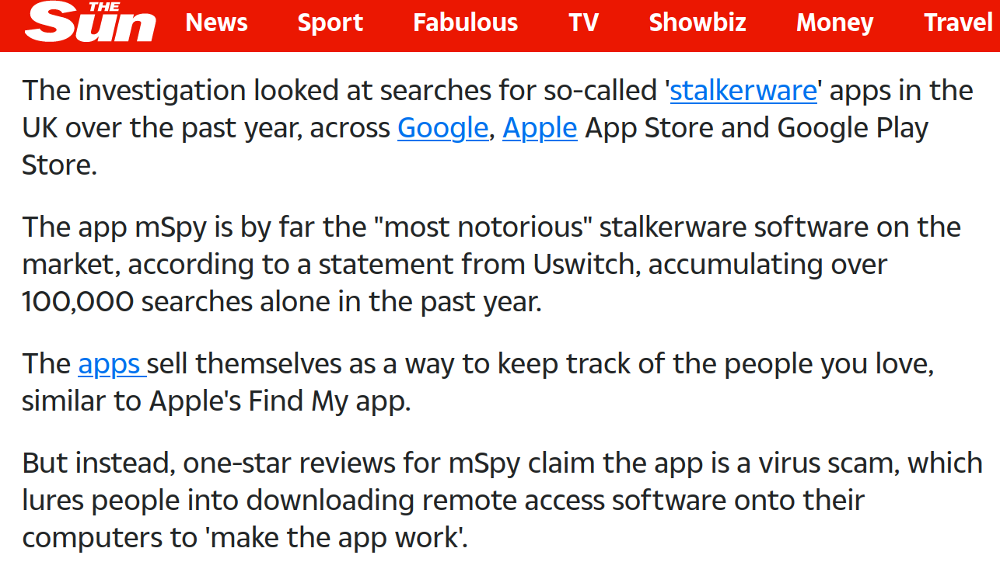 THE Sun News Sport Fabulous TV Showbiz Money Travel
The investigation looked at searches for so-called 'stalkerware' apps in the
UK over the past year, across Google, Apple App Store and Google Play
Store.
The app mSpy is by far the "most notorious" stalkerware software on the
market, according to a statement from Uswitch, accumulating over
100,000 searches alone in the past year.
The apps sell themselves as a way to keep track of the people you love,
similar to Apple's Find My app.
But instead, one-star reviews for mSpy claim the app is a virus scam, which
lures people into downloading remote access software onto their
computers to 'make the app work'.